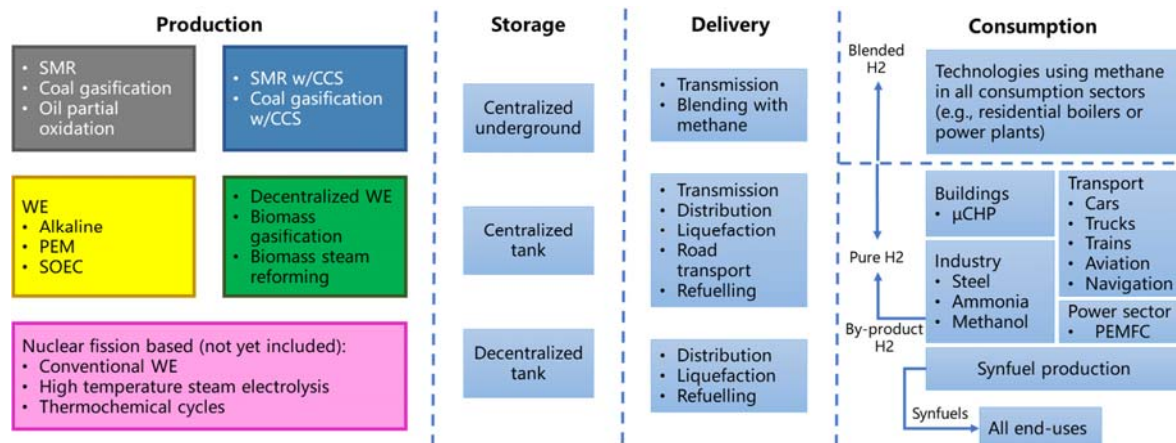 Production
• SMR
• Coal gasification
• Oil partial
oxidation
• SMR w/CCS
• Coal gasification
w/CCS
WE
• Alkaline
• PEM
• SOEC
• Decentralized WE
• Biomass
gasification
• Biomass steam
reforming
Nuclear fission based (not yet included):
• Conventional WE
• High temperature steam electrolysis
• Thermochemical cycles
Storage
Centralized
underground
Centralized
tank
Decentralized
tank
Delivery
• Transmission
• Blending with
methane
• Transmission
• Distribution
• Liquefaction
• Road
transport
• Refuelling
• Distribution
• Liquefaction
• Refuelling
Consumption
Blended
H2
Technologies using methane
in all consumption sectors
(e.g., residential boilers or
power plants)
Pure H2
By-product
H2
Buildings
• μCHP
Industry
• Steel
• Ammonia
• Methanol
Transport
• Cars
• Trucks
• Trains
• Aviation
• Navigation
Power sector
• PEMFC
Synfuel production
Synfuels
All end-uses